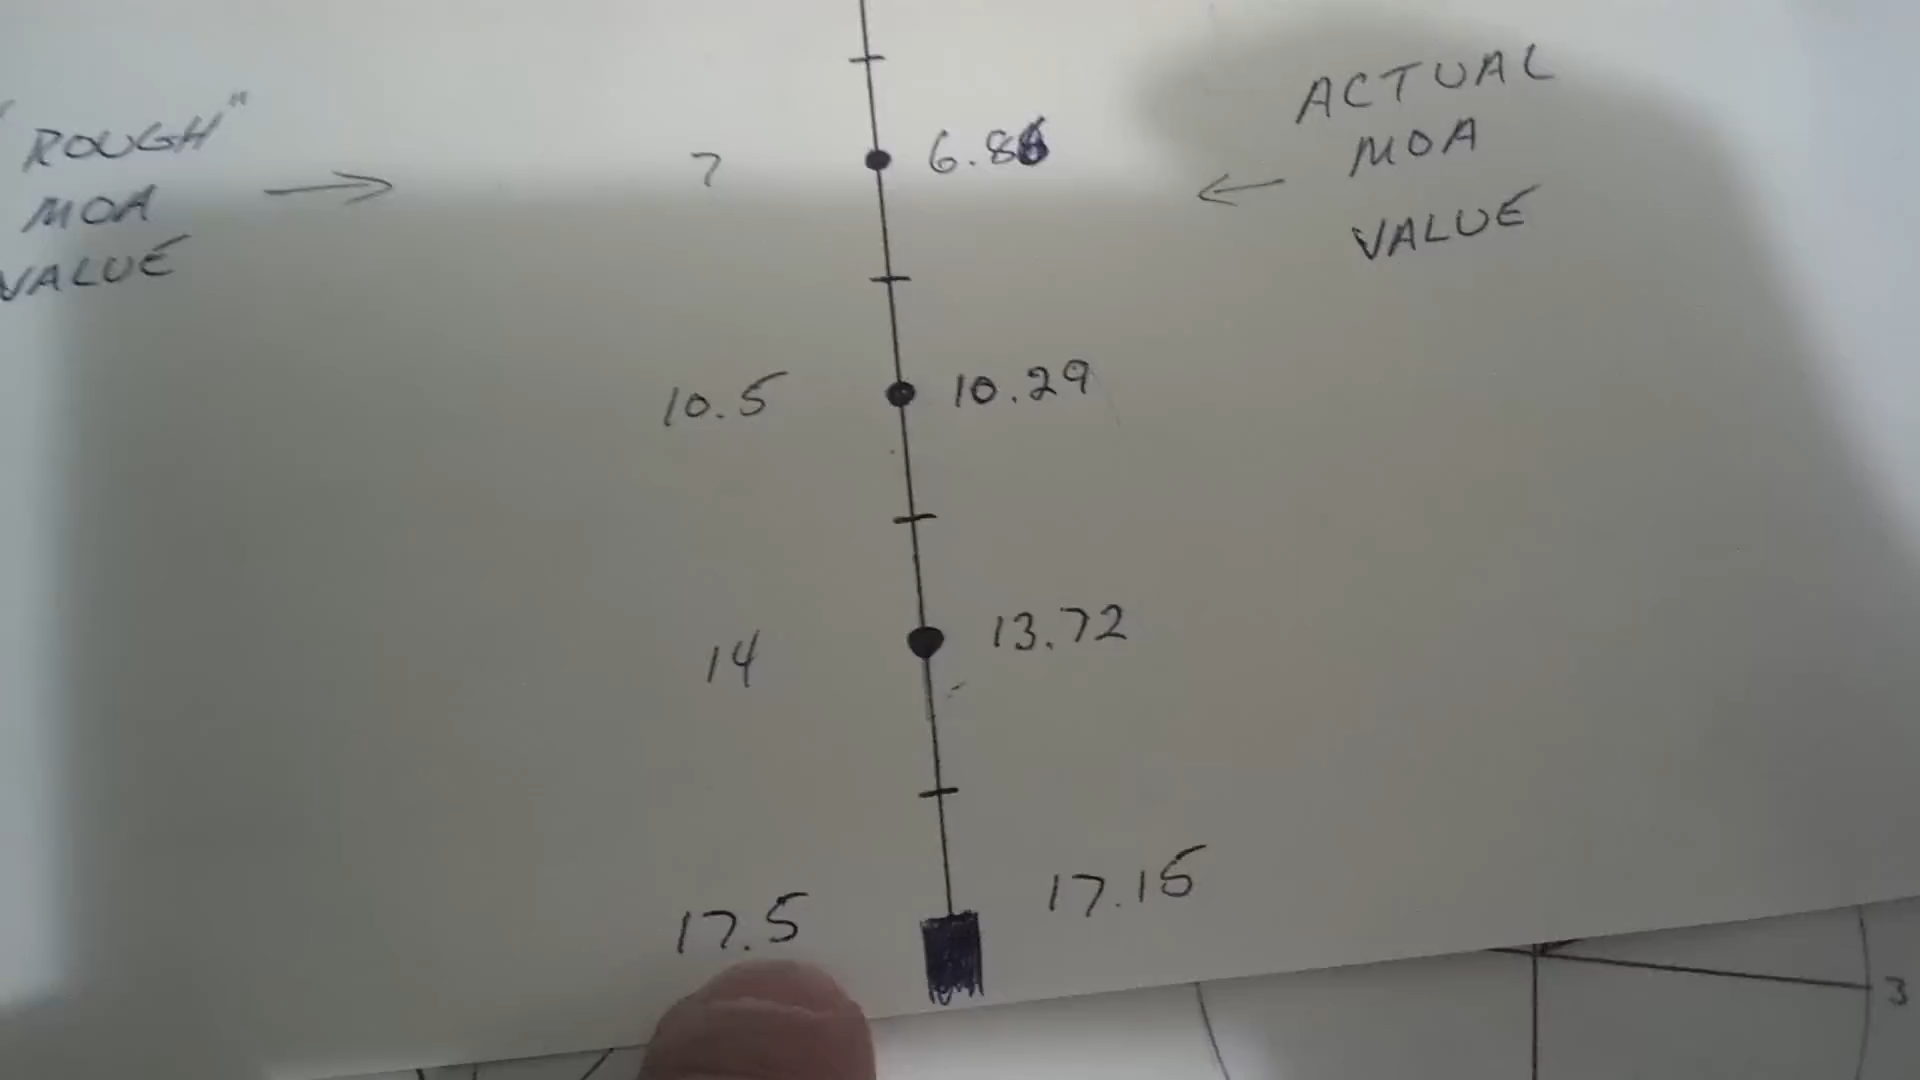 "ROUGH"
MOA
VALUE
7
6.86
ACTUAL
MOA
VALUE
10.5
10.29
14
13.72
17.5
17.15
3